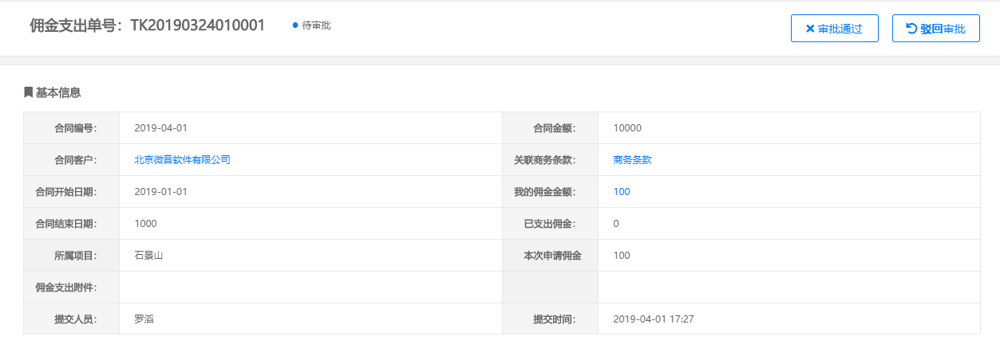 佣金支出单号：TK20190324010001 待审批 审批通过 驳回审批
基本信息
合同编号： 2019-04-01 合同金额： 10000
合同客户： 北京微音软件有限公司 关联商务条款： 商务条款
合同开始日期： 2019-01-01 我的佣金金额： 100
合同结束日期： 1000 已支出佣金： 0
所属项目： 石景山 本次申请佣金 100
佣金支出附件：
提交人员： 罗滔 提交时间： 2019-04-01 17:27